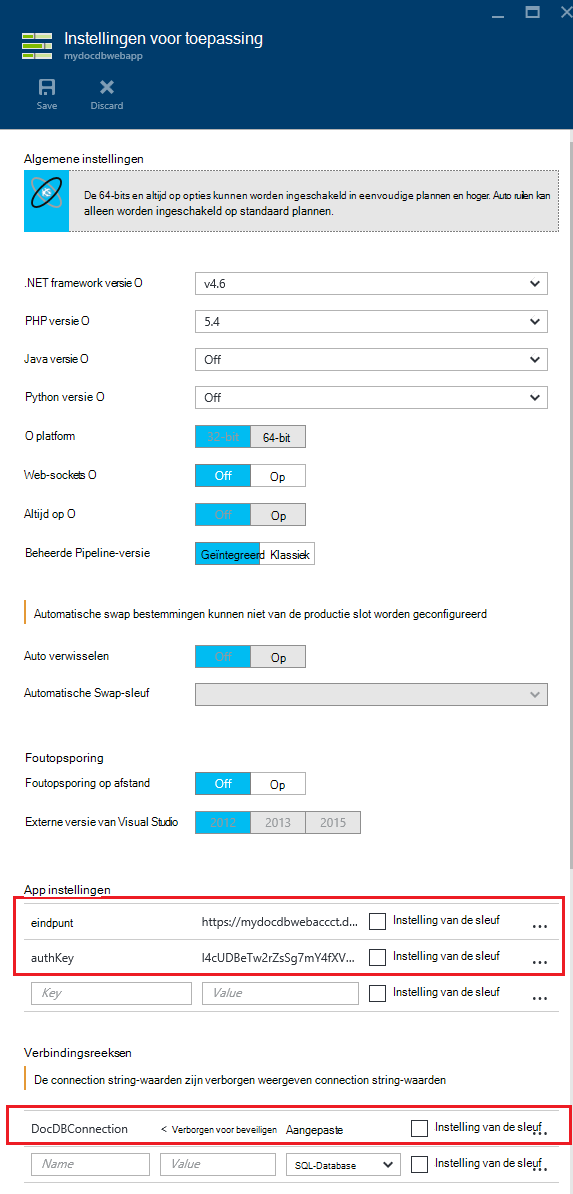 Instellingen voor toepassing
mydocdbwebapp
Save Discard
Algemene instellingen
De 64-bits en altijd op opties kunnen worden ingeschakeld in eenvoudige plannen en hoger. Auto ruilen kan
alleen worden ingeschakeld op standaard plannen.
.NET framework versie O v4.6
PHP versie O 5.4
Java versie O Off
Python versie O Off
O platform 32-bit 64-bit
Web-sockets O Off Op
Altijd op O Off Op
Beheerde Pipeline-versie Geïntegreerd Klassiek
Automatische swap bestemmingen kunnen niet van de productie slot worden geconfigureerd
Auto verwisselen Off Op
Automatische Swap-sleuf
Foutopsporing
Foutopsporing op afstand Off Op
Externe versie van Visual Studio 2012 2013 2015
App instellingen
eindpunt https://mydocdbwebaccct.d... Instelling van de sleuf ...
authKey I4cUDBeTw2rZsSg7mY4fXV... Instelling van de sleuf ...
Key Value Instelling van de sleuf ...
Verbindingsreeksen
De connection string-waarden zijn verborgen weergeven connection string-waarden
DocDBConnection < Verborgen voor beveiligen Aangepaste Instelling van de sleuf ...
Name Value SQL-Database Instelling van de sleuf ...